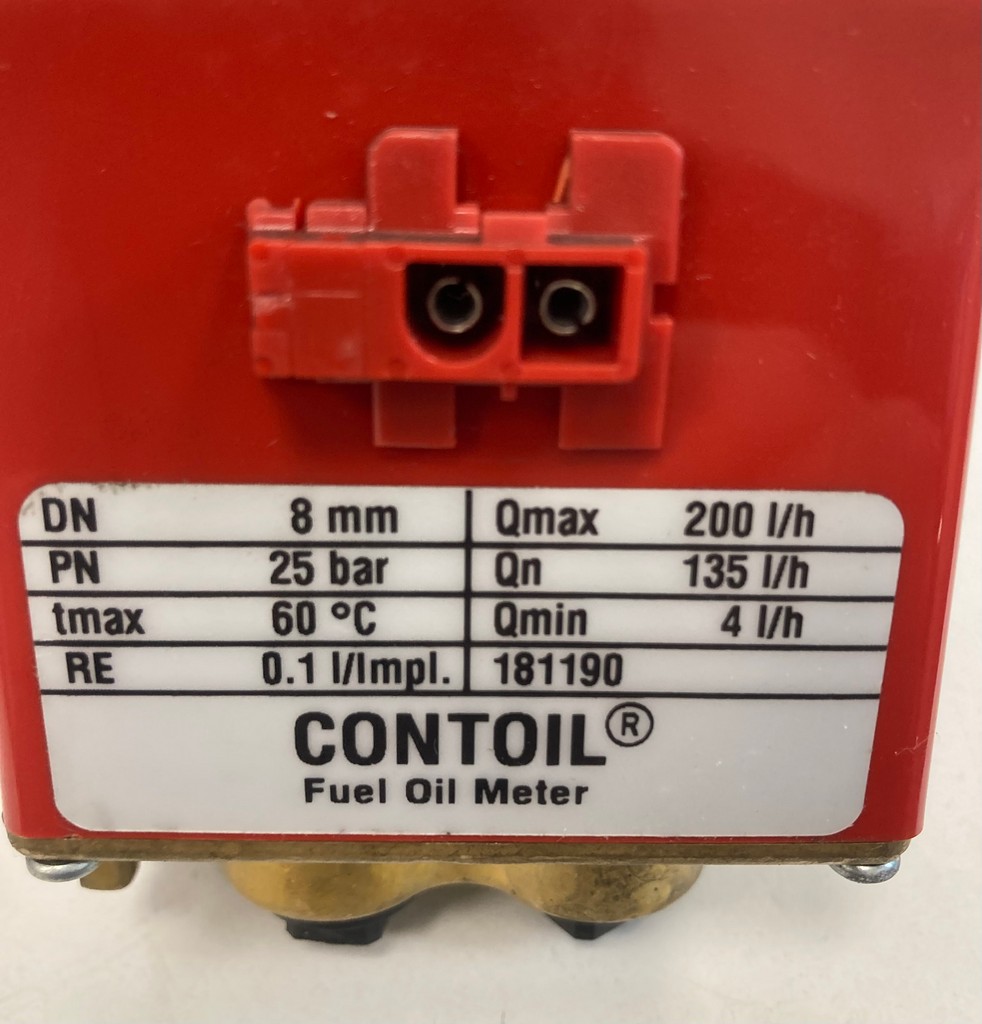 DN 8 mm Qmax 200 l/h
PN 25 bar Qn 135 l/h
tmax 60 °C Qmin 4 l/h
RE 0.1 l/Impl. 181190
CONTOIL®
Fuel Oil Meter